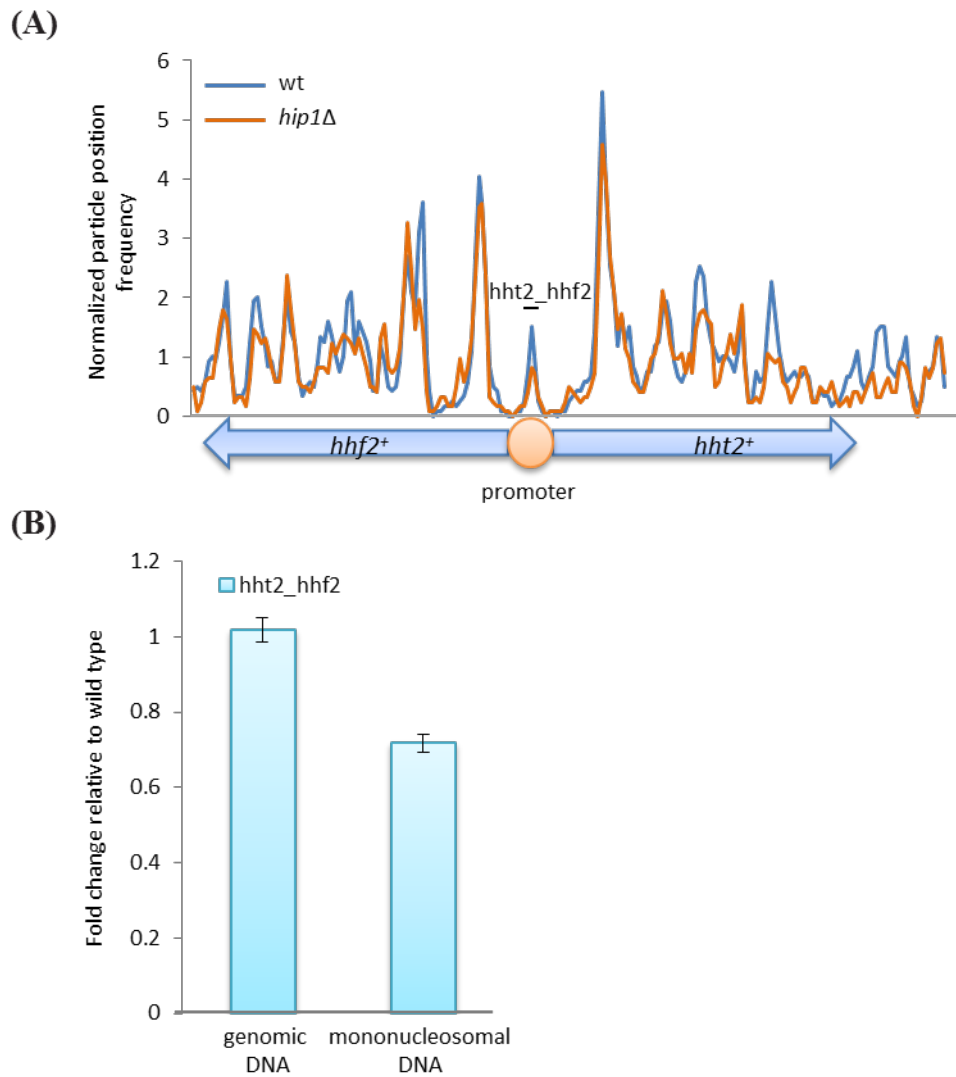 (A)
Normalized particle position
frequency
6
5
4
3
2
1
0
wt
hip1Δ
hht2_hhf2
hhf2⁺
hht2⁺
promoter
(B)
Fold change relative to wild type
1.2
1
0.8
0.6
0.4
0.2
0
hht2_hhf2
genomic
DNA
mononucleosomal
DNA